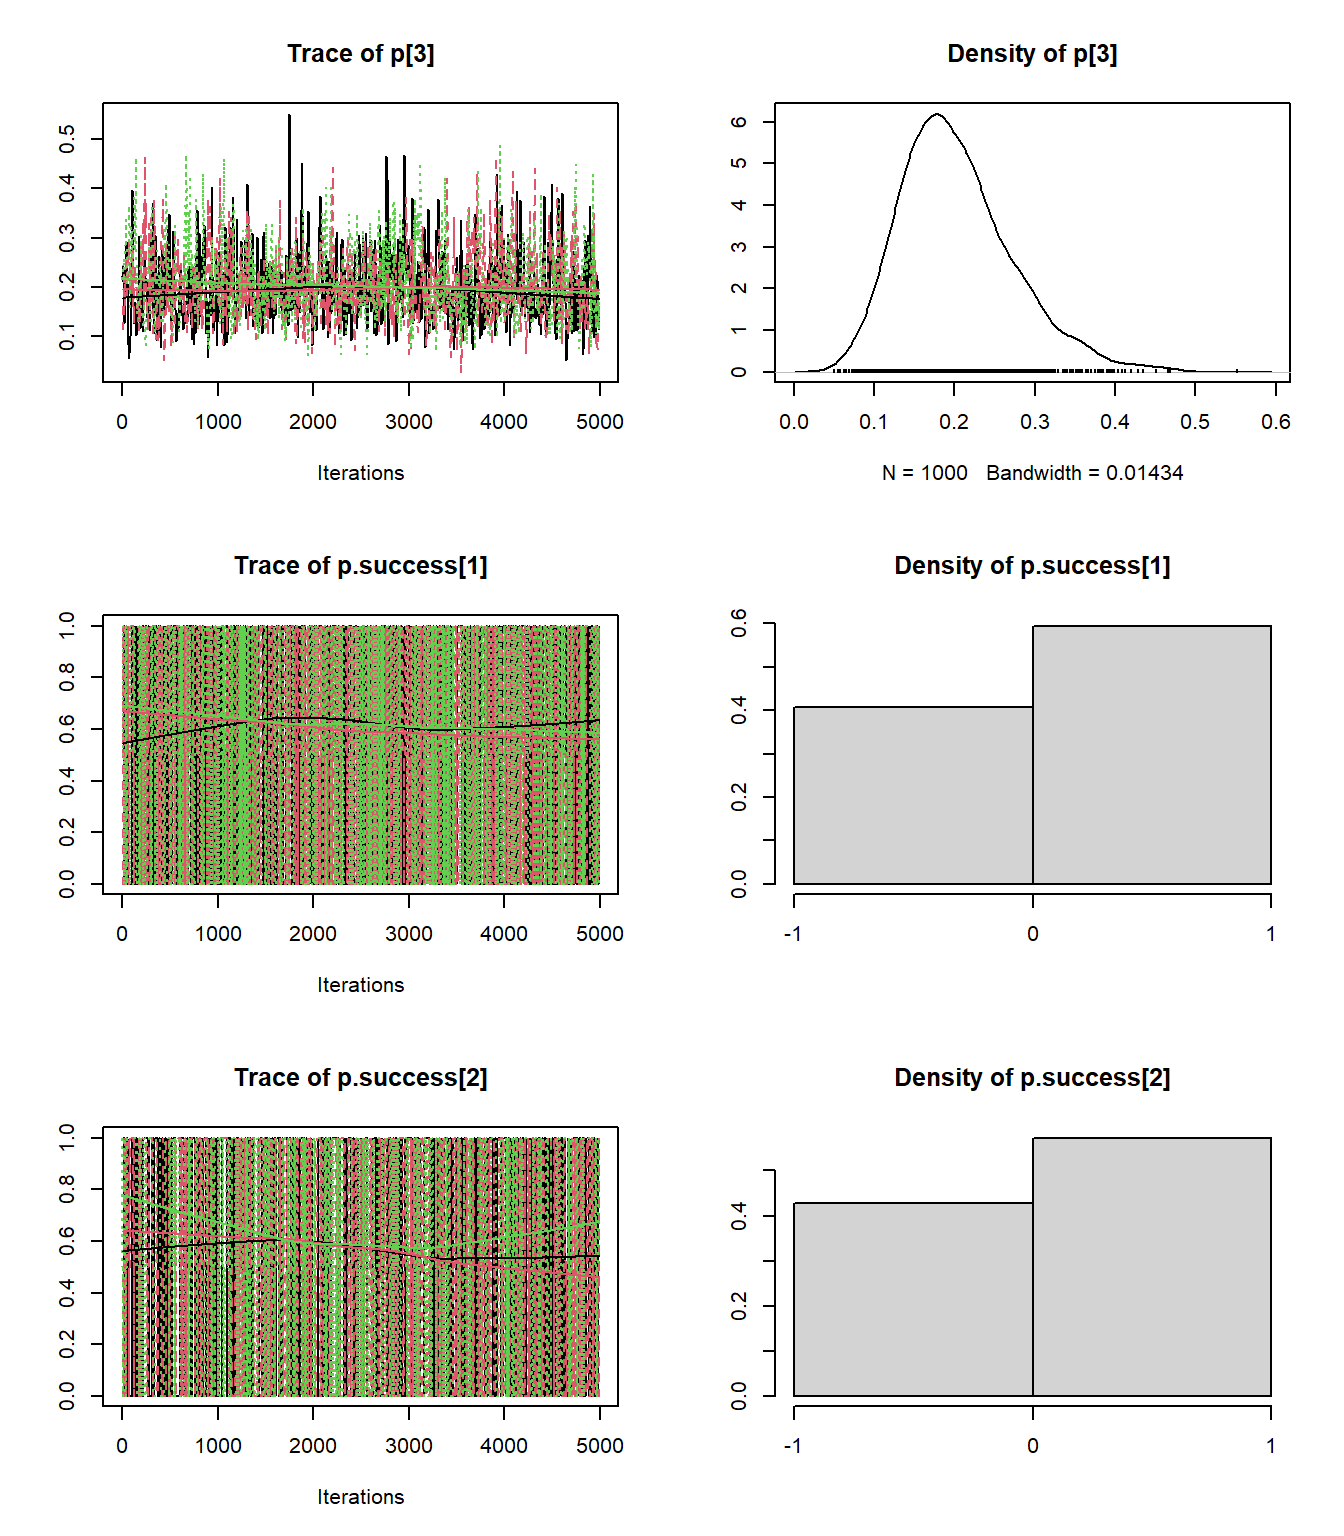 Trace of p[3]
Density of p[3]
0.1 0.2 0.3 0.4 0.5
0 1000 2000 3000 4000 5000
Iterations
0 1 2 3 4 5 6
0.0 0.1 0.2 0.3 0.4 0.5 0.6
N = 1000 Bandwidth = 0.01434
Trace of p.success[1]
Density of p.success[1]
0.0 0.2 0.4 0.6 0.8 1.0
0 1000 2000 3000 4000 5000
Iterations
0.0 0.2 0.4 0.6
-1 0 1
Trace of p.success[2]
Density of p.success[2]
0.0 0.2 0.4 0.6 0.8 1.0
0 1000 2000 3000 4000 5000
Iterations
0.0 0.2 0.4
-1 0 1